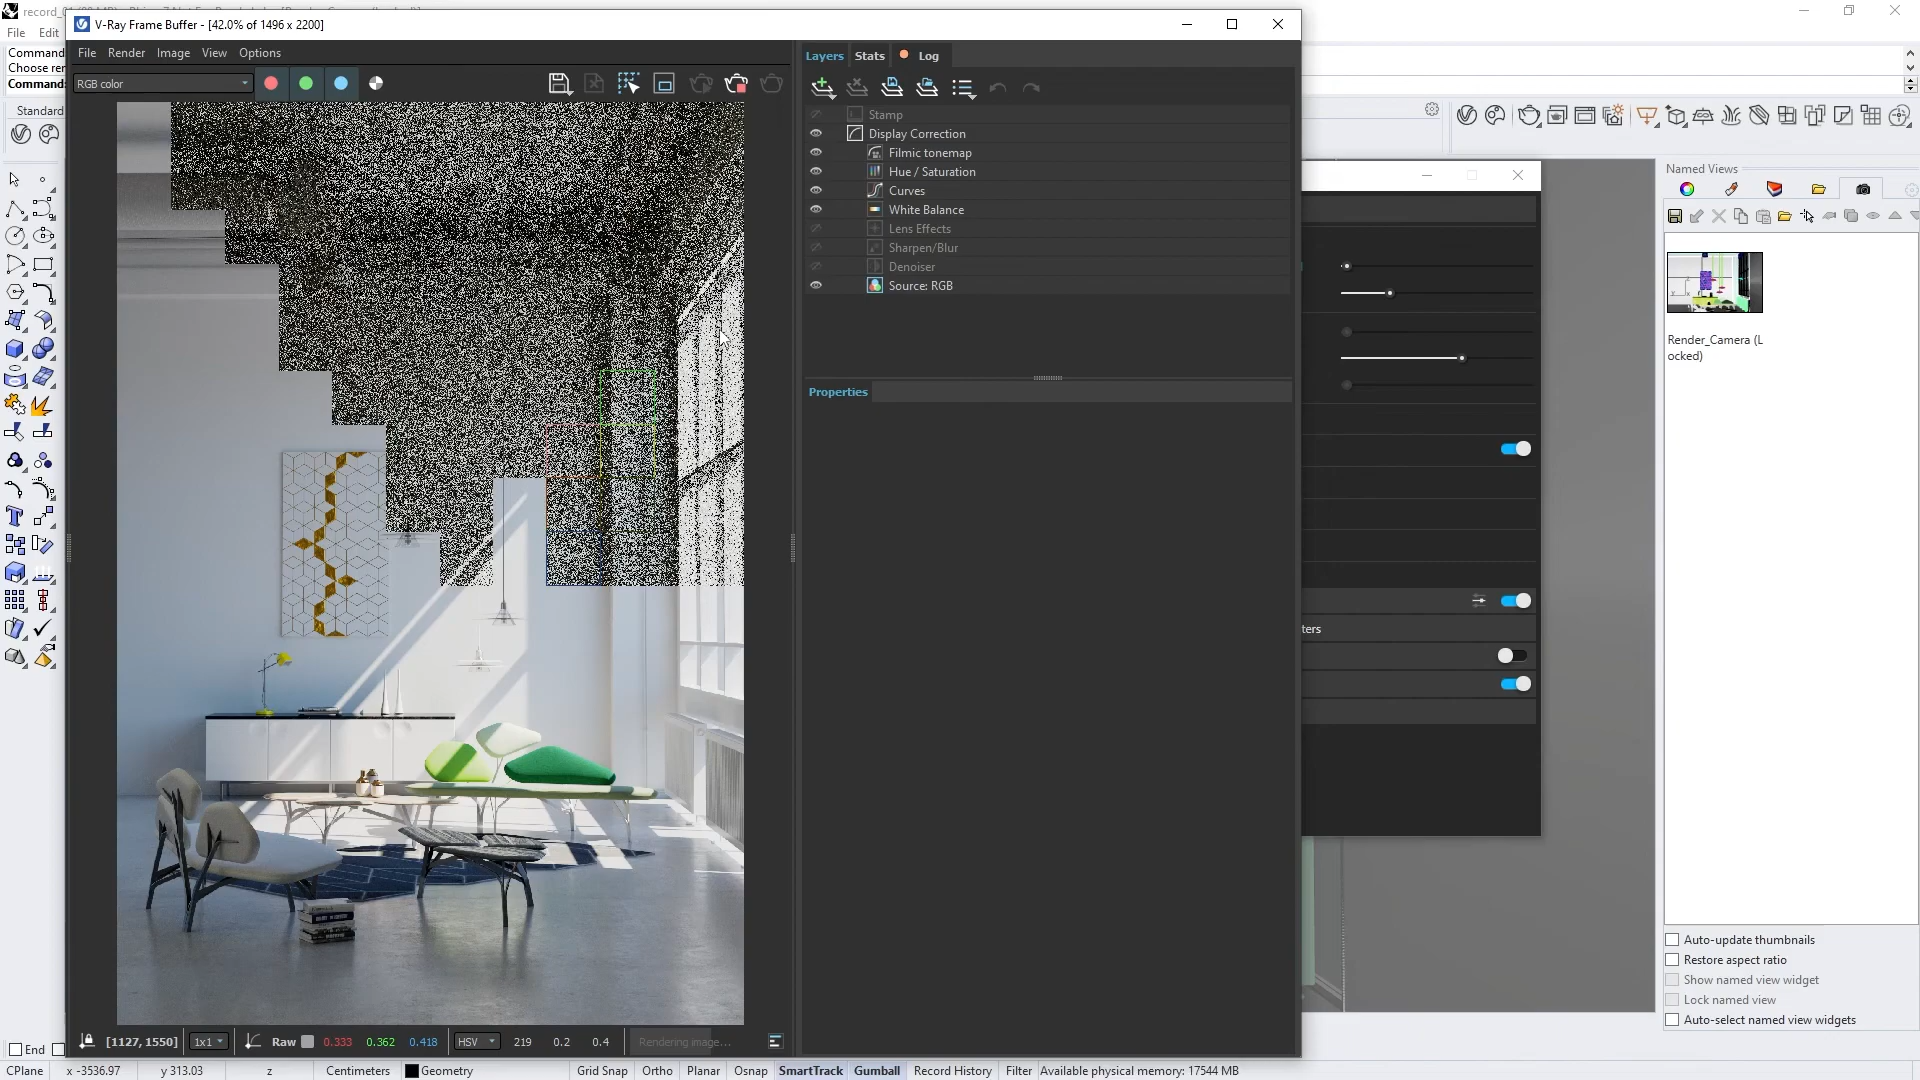 V-Ray Frame Buffer - [42.0% of 1496 x 2200]
File Edit
File Render Image View Options
Command
Choose ren
Command:
RGB color
Layers Stats Log
Standard
Stamp
Display Correction
Filmic tonemap
Hue / Saturation
Curves
White Balance
Lens Effects
Sharpen/Blur
Denoiser
Source: RGB
Properties
ters
Named Views
Render_Camera (L
ocked)
Auto-update thumbnails
Restore aspect ratio
Show named view widget
Lock named view
Auto-select named view widgets
[1127, 1550] 1x1 Raw 0.333 0.362 0.418 HSV 219 0.2 0.4 Rendering image...
End
CPlane x -3536.97 y 313.03 z Centimeters Geometry Grid Snap Ortho Planar Osnap SmartTrack Gumball Record History Filter Available physical memory: 17544 MB